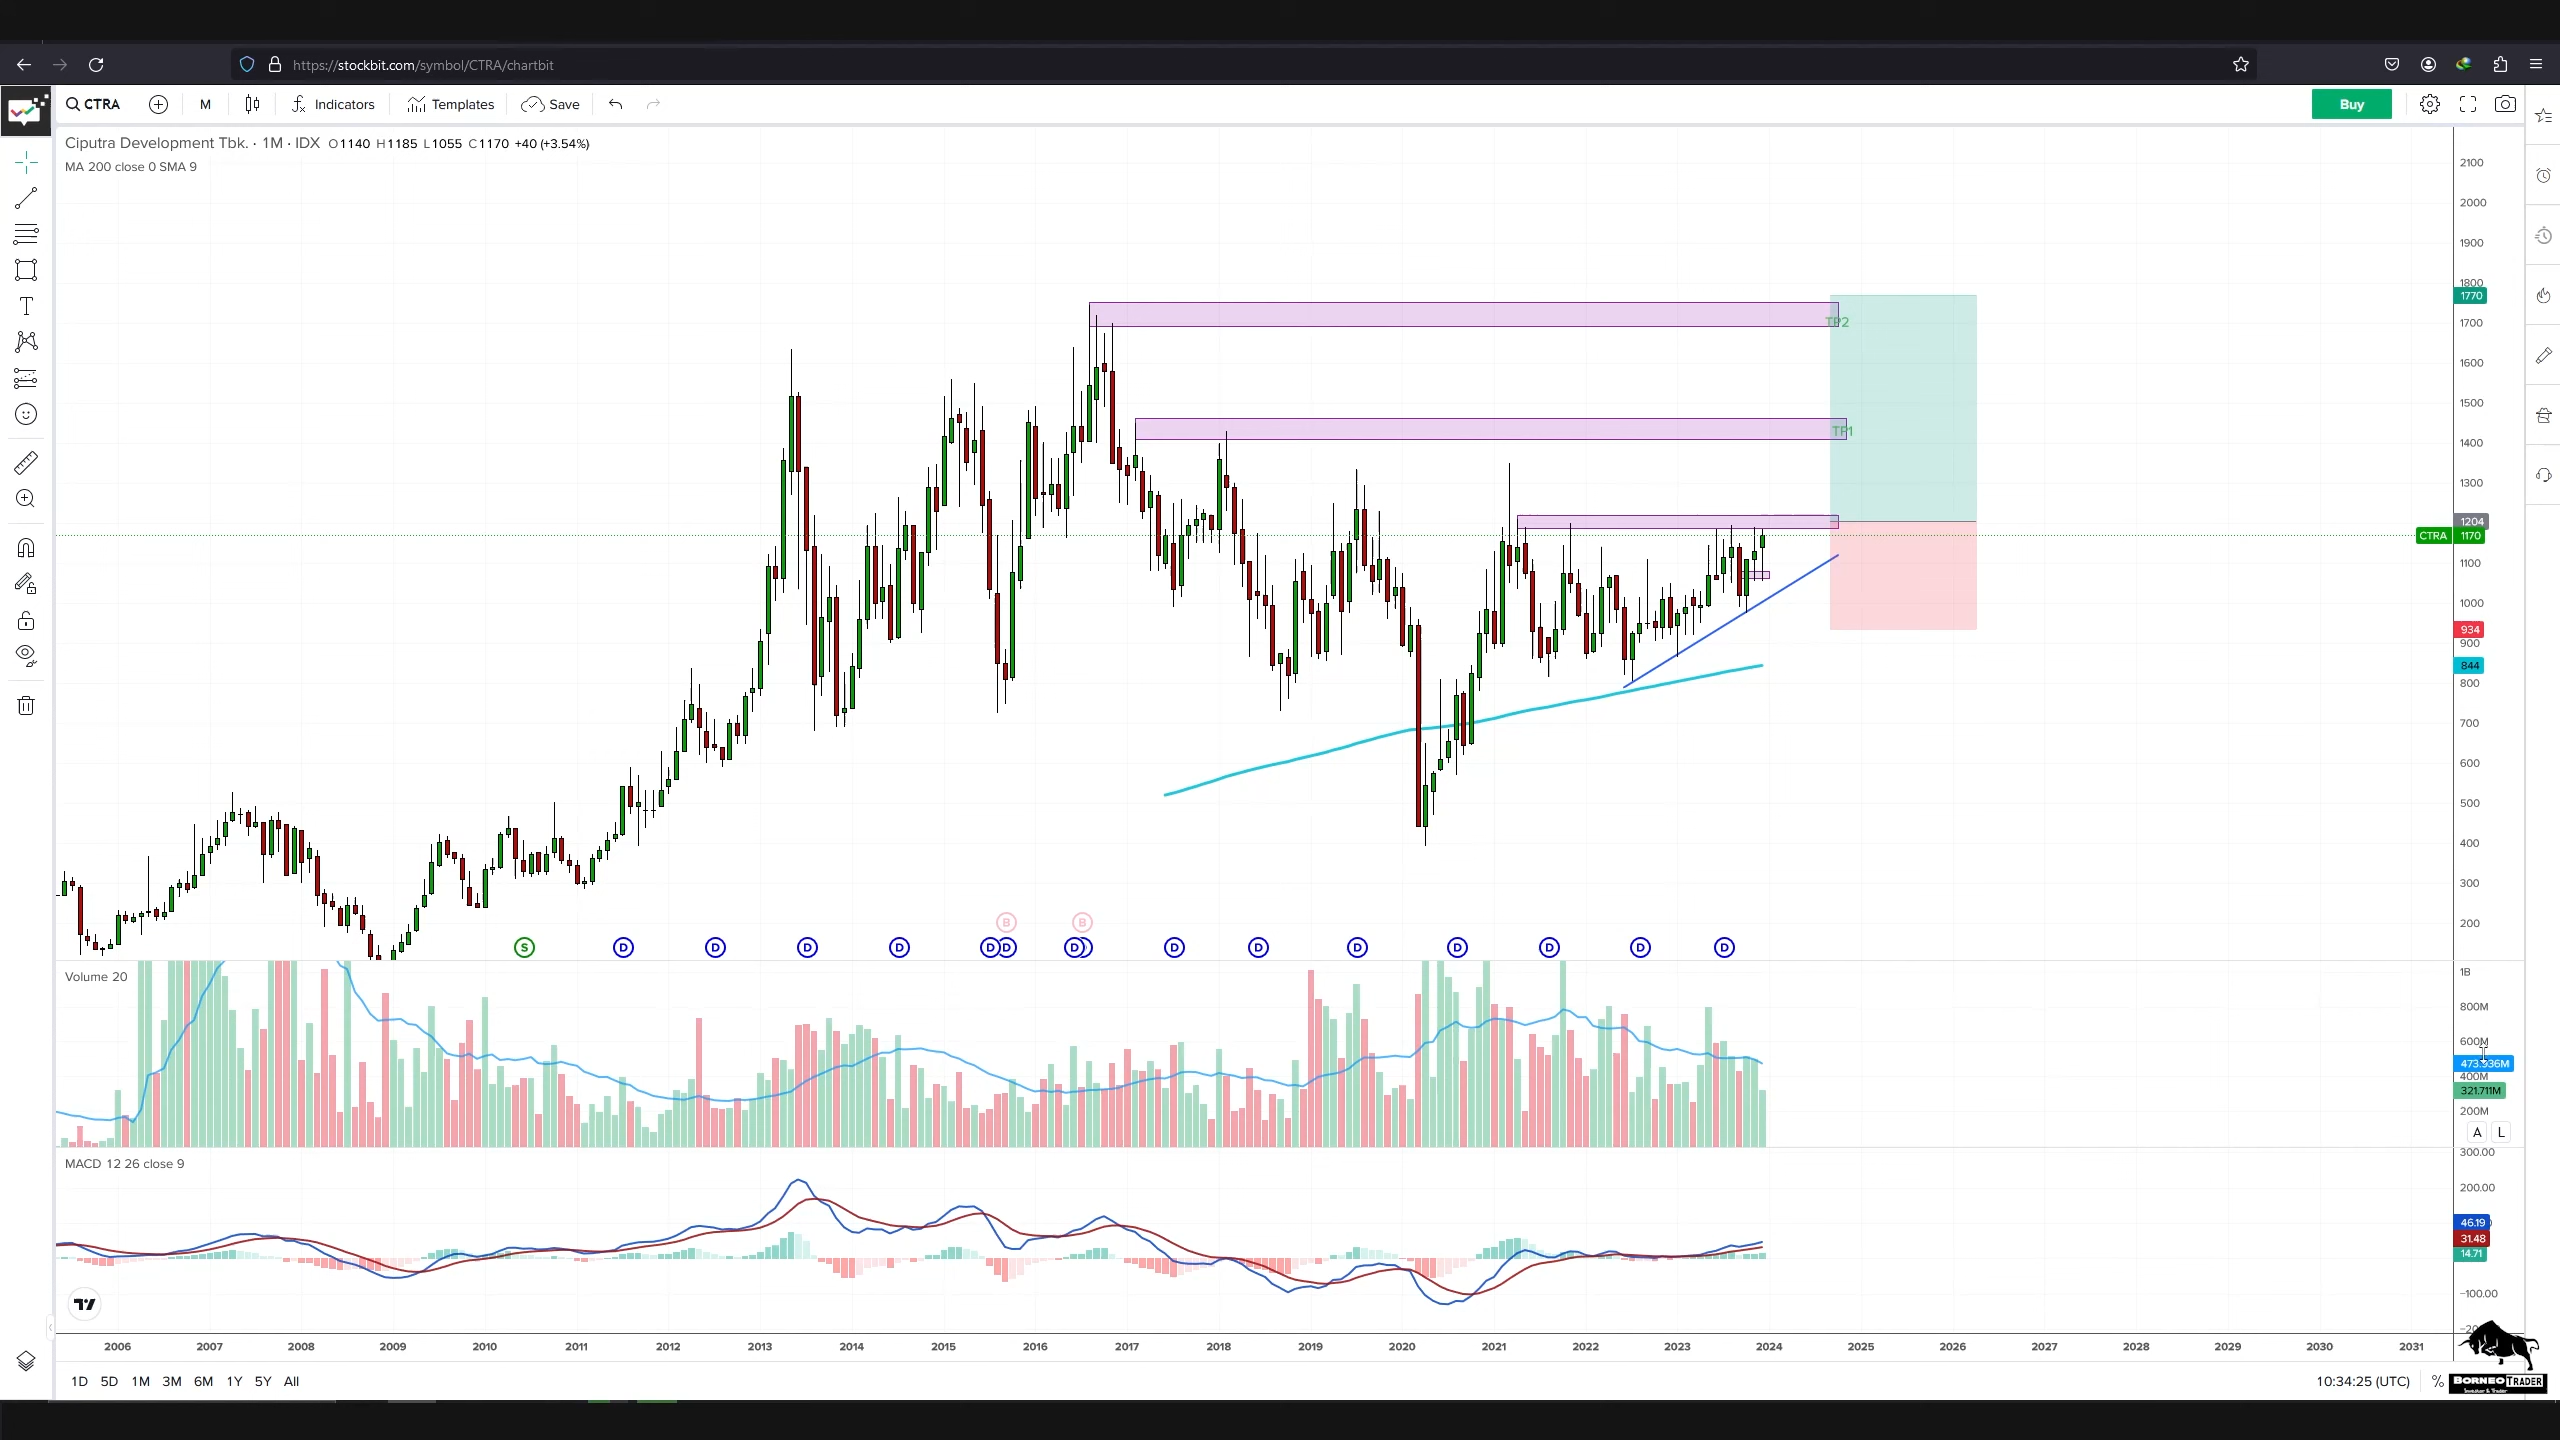 https://stockbit.com/symbol/CTRA/chartbit
CTRA M Indicators Templates Save Buy
Ciputra Development Tbk. · 1M · IDX O1140 H1185 L1055 C1170 +40 (+3.54%)
MA 200 close 0 SMA 9
2100
2000
1900
1800
1770
1700
1600
1500
1400
1300
1204
CTRA 1170
1100
1000
934
900
844
800
700
600
500
400
300
200
TP2
TP1
B B
S D D D D D D D D D D D D D D D D
Volume 20
1B
800M
600M
473.936M
400M
321.711M
200M
A L
MACD 12 26 close 9
300.00
200.00
46.19
31.48
14.71
−100.00
2006 2007 2008 2009 2010 2011 2012 2013 2014 2015 2016 2017 2018 2019 2020 2021 2022 2023 2024 2025 2026 2027 2028 2029 2030 2031
1D 5D 1M 3M 6M 1Y 5Y All
10:34:25 (UTC) %
BORNEO TRADER
Investor & Trader